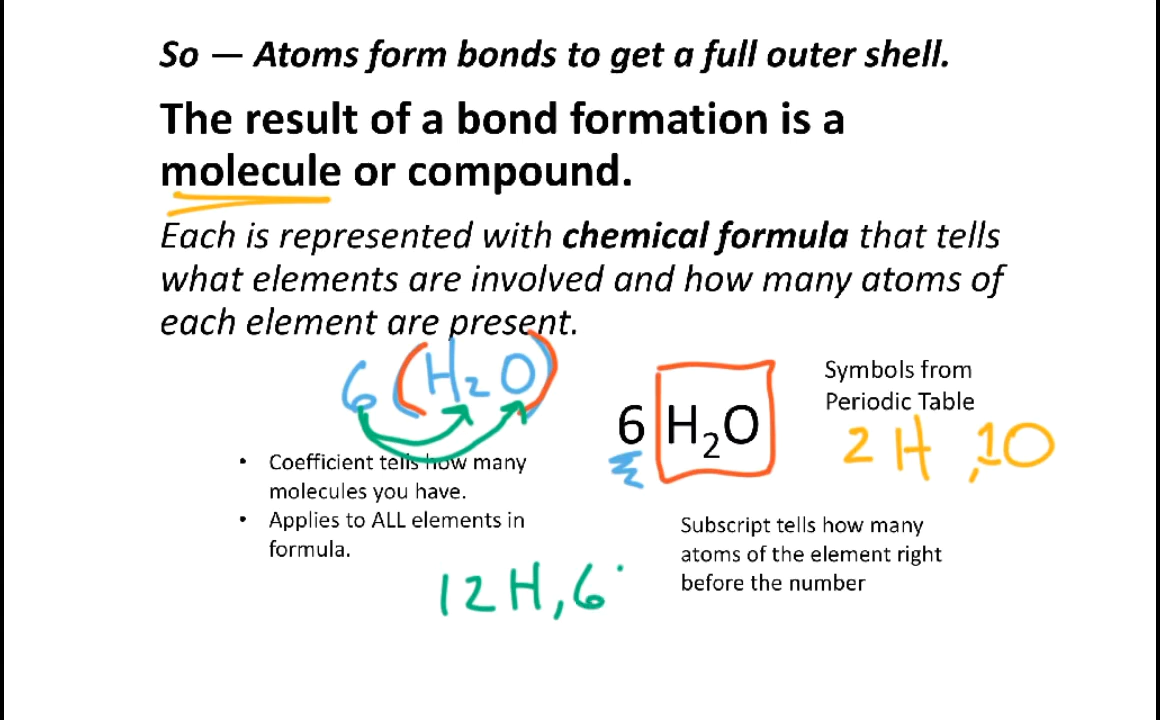 So — Atoms form bonds to get a full outer shell.
The result of a bond formation is a
molecule or compound.
Each is represented with chemical formula that tells
what elements are involved and how many atoms of
each element are present.
6 (H₂O)
6 H₂O
Symbols from
Periodic Table
2 H, 1O
• Coefficient tells how many
molecules you have.
• Applies to ALL elements in
formula.
Subscript tells how many
atoms of the element right
before the number
12H, 6